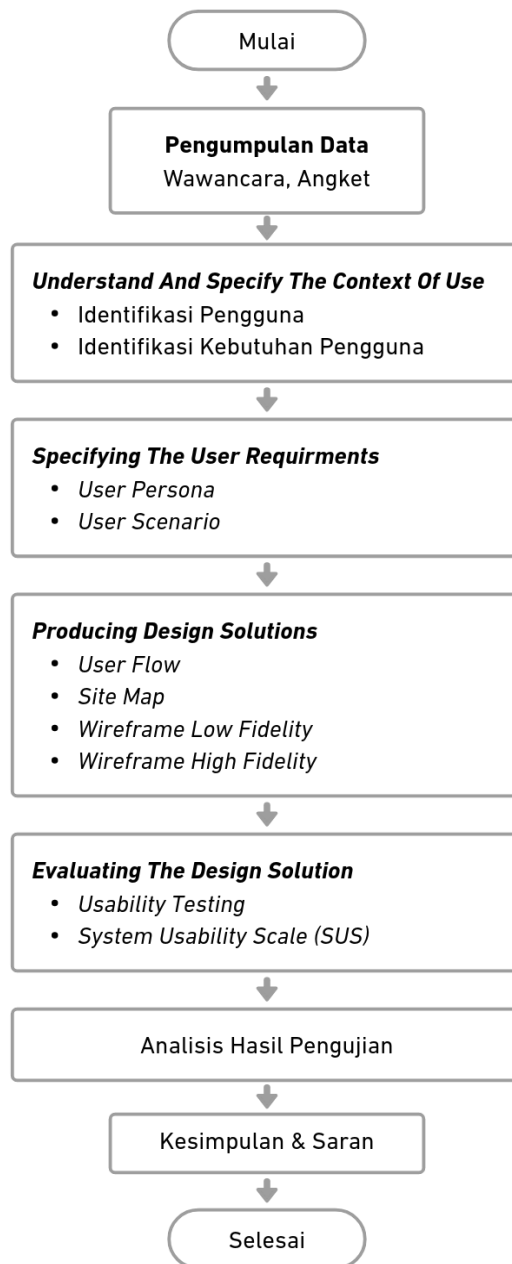 Mulai
Pengumpulan Data
Wawancara, Angket
Understand And Specify The Context Of Use
• Identifikasi Pengguna
• Identifikasi Kebutuhan Pengguna
Specifying The User Requirments
• User Persona
• User Scenario
Producing Design Solutions
• User Flow
• Site Map
• Wireframe Low Fidelity
• Wireframe High Fidelity
Evaluating The Design Solution
• Usability Testing
• System Usability Scale (SUS)
Analisis Hasil Pengujian
Kesimpulan & Saran
Selesai